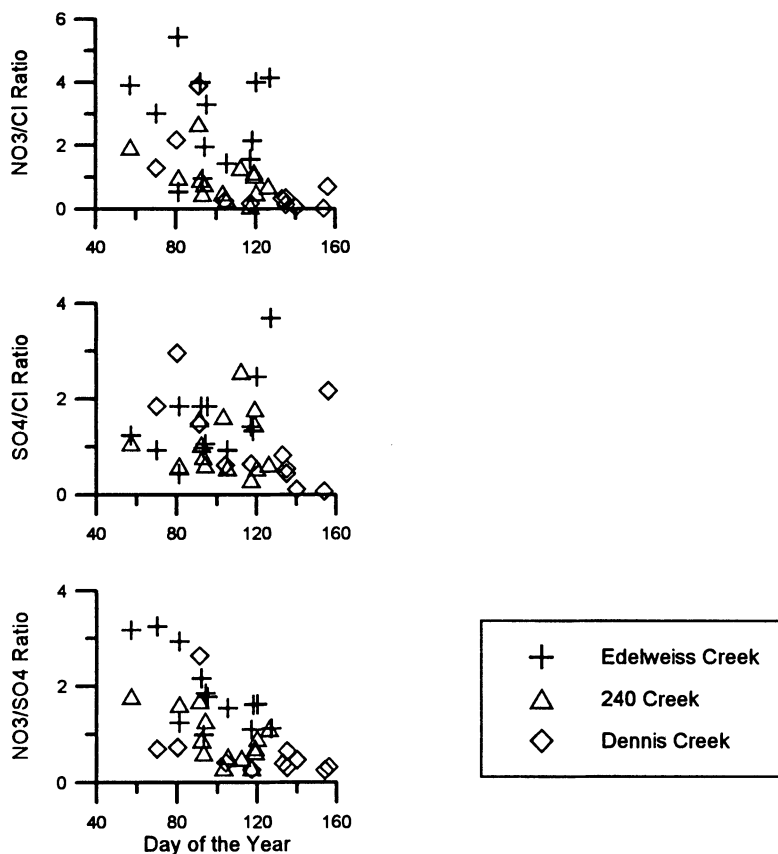 NO3/Cl Ratio
6
4
2
0
40 80 120 160
SO4/Cl Ratio
4
2
0
40 80 120 160
NO3/SO4 Ratio
4
2
0
40 80 120 160
Day of the Year
Edelweiss Creek
240 Creek
Dennis Creek